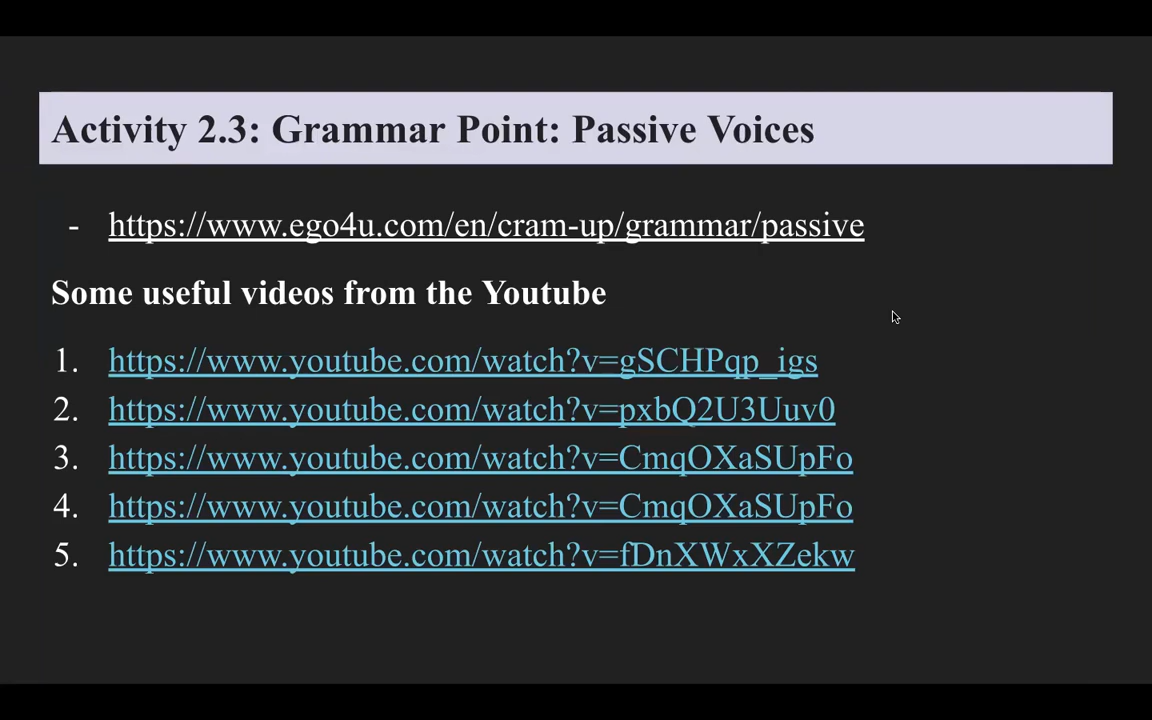 Activity 2.3: Grammar Point: Passive Voices
- https://www.ego4u.com/en/cram-up/grammar/passive
Some useful videos from the Youtube
1. https://www.youtube.com/watch?v=gSCHPqp_igs
2. https://www.youtube.com/watch?v=pxbQ2U3Uuv0
3. https://www.youtube.com/watch?v=CmqOXaSUpFo
4. https://www.youtube.com/watch?v=CmqOXaSUpFo
5. https://www.youtube.com/watch?v=fDnXWxXZekw